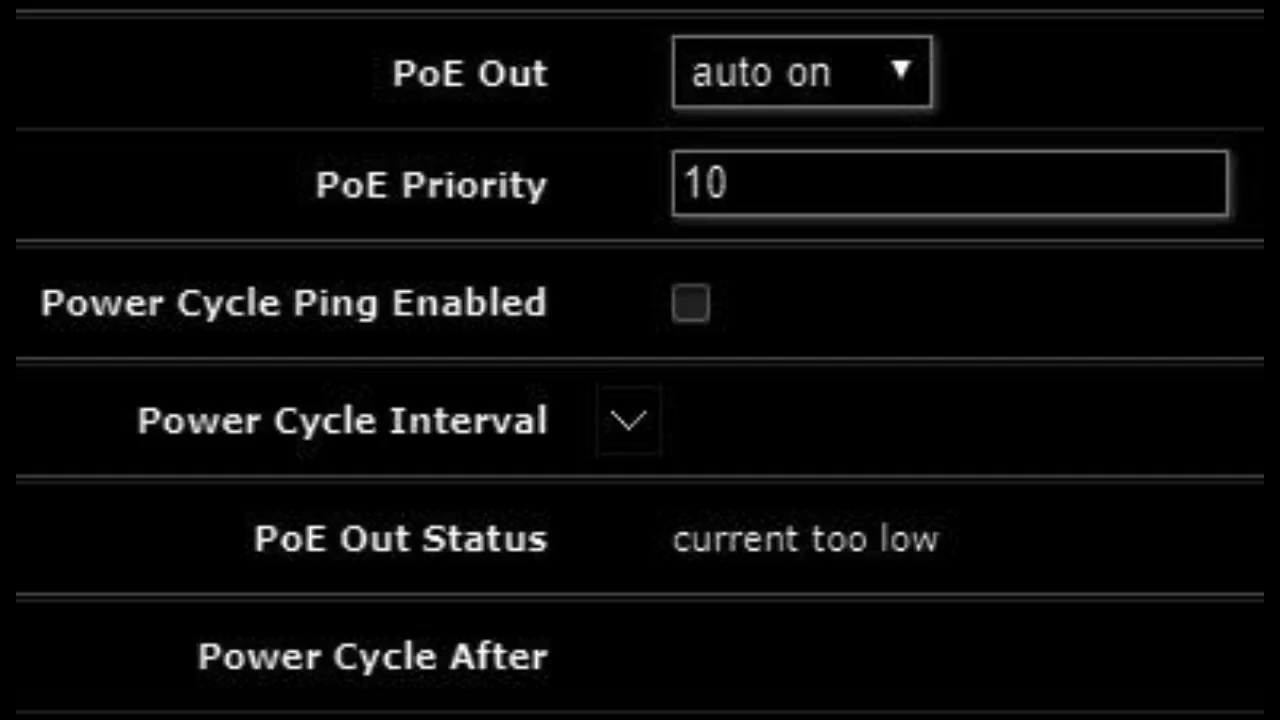 PoE Out auto on
PoE Priority 10
Power Cycle Ping Enabled
Power Cycle Interval
PoE Out Status current too low
Power Cycle After